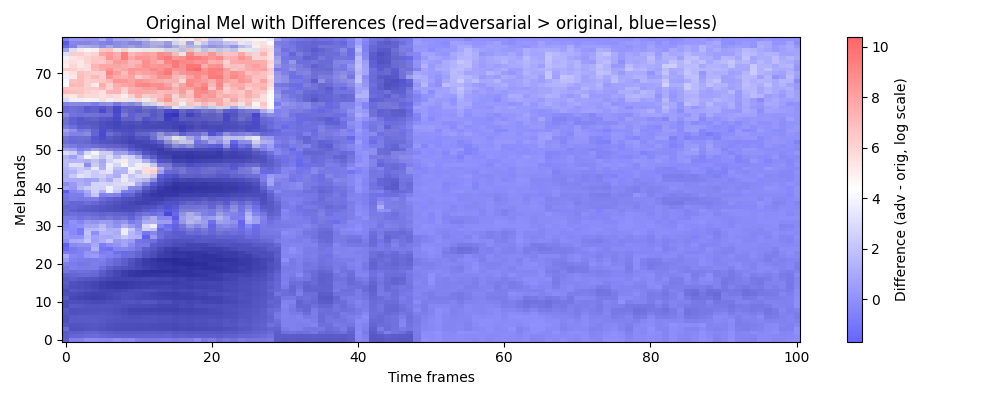 Original Mel with Differences (red=adversarial > original, blue=less)
Mel bands
70
60
50
40
30
20
10
0
0 20 40 60 80 100
Time frames
10
8
6
4
2
0
Difference (adv - orig, log scale)